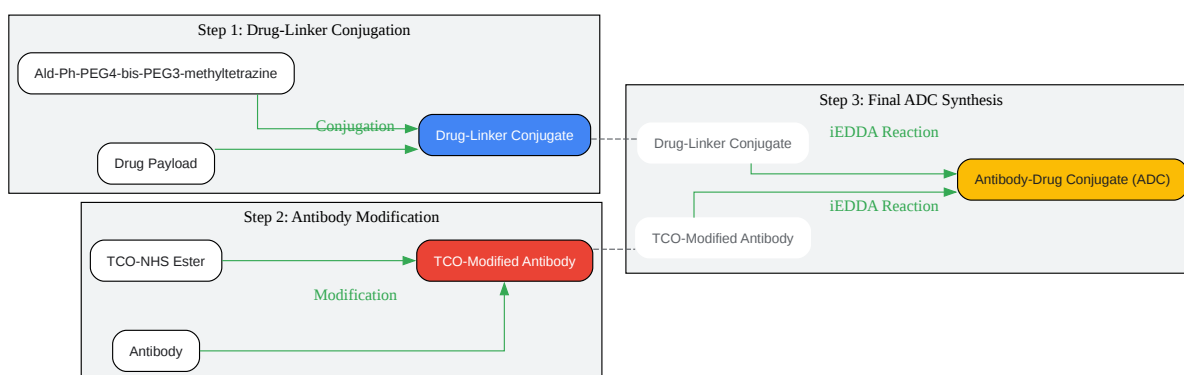 Step 1: Drug-Linker Conjugation
Ald-Ph-PEG4-bis-PEG3-methyltetrazine
Conjugation
Drug-Linker Conjugate
Drug Payload
Step 2: Antibody Modification
TCO-NHS Ester
TCO-Modified Antibody
Modification
Antibody
Step 3: Final ADC Synthesis
iEDDA Reaction
Drug-Linker Conjugate
Antibody-Drug Conjugate (ADC)
iEDDA Reaction
TCO-Modified Antibody